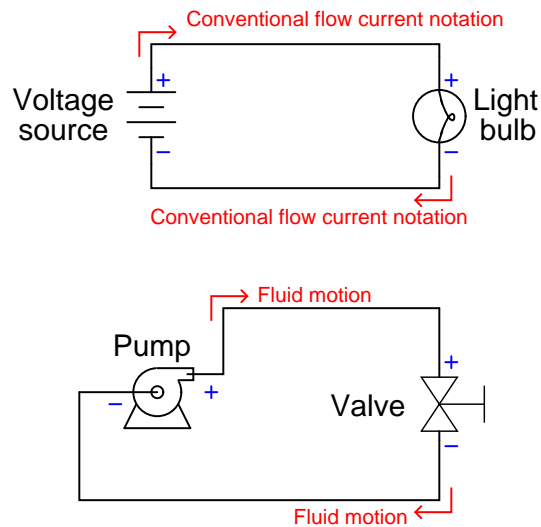 Conventional flow current notation
+
+
Voltage
source
Light
bulb
−
−
Conventional flow current notation
Fluid motion
Pump
+
−
+
Valve
−
Fluid motion